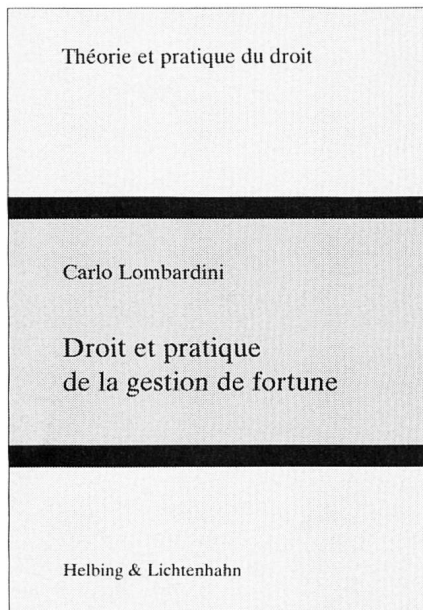 Théorie et pratique du droit
Carlo Lombardini
Droit et pratique
de la gestion de fortune
Helbing & Lichtenhahn